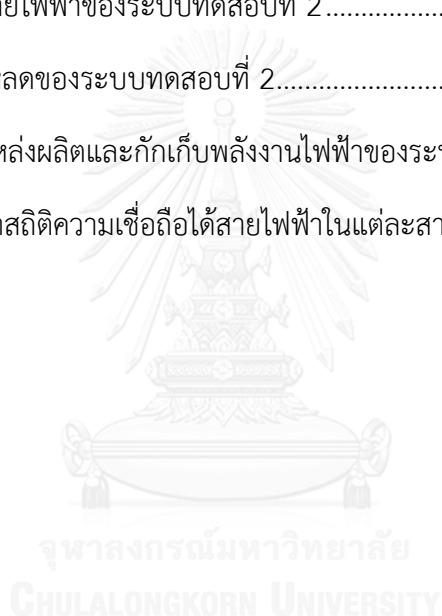 ยไฟฟ้าของระบบทดสอบที่ 2..................
หลดของระบบทดสอบที่ 2........................
หล่งผลิตและกักเก็บพลังงานไฟฟ้าของระบ
าสถิติความเชื่อถือได้สายไฟฟ้าในแต่ละสา
จุฬาลงกรณ์มหาวิทยาลัย
CHULALONGKORN UNIVERSITY